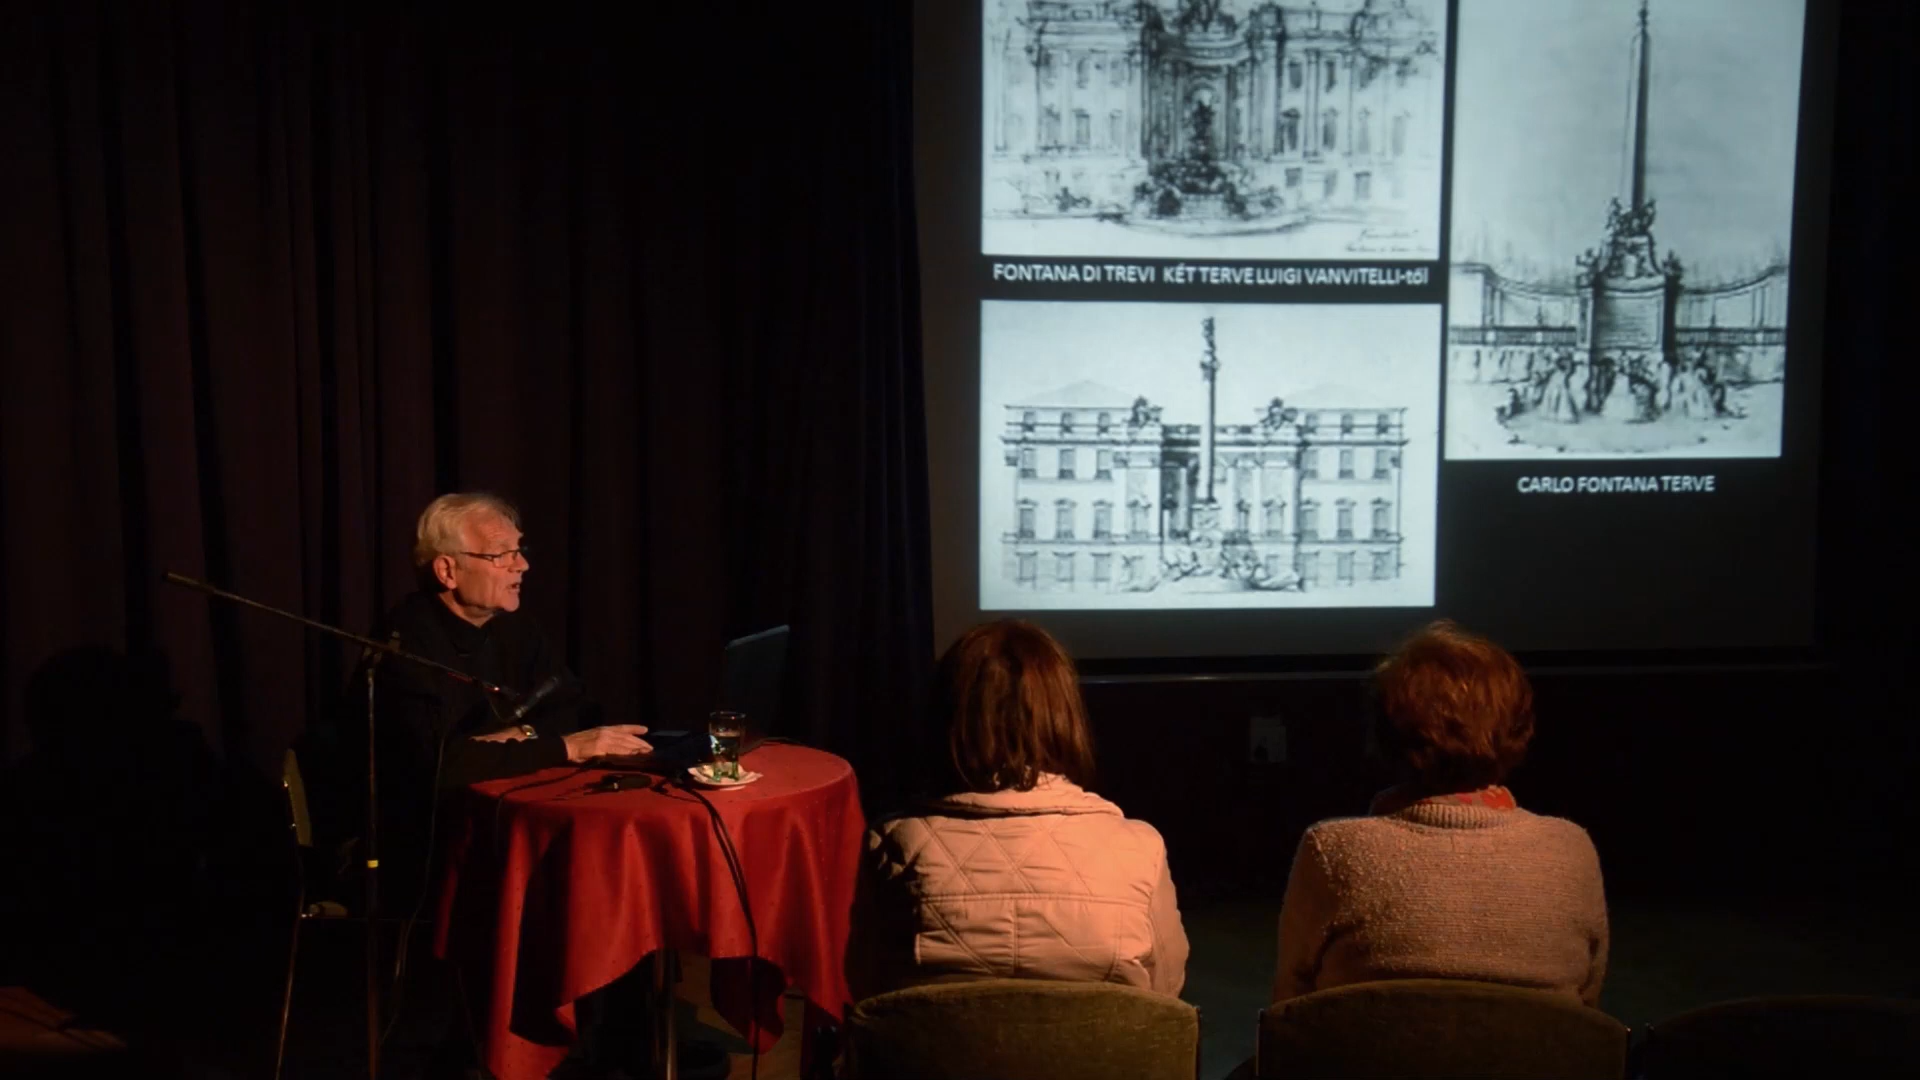 FONTANA DI TREVI KÉT TERVE LUIGI VANVITELLI-től
CARLO FONTANA TERVE